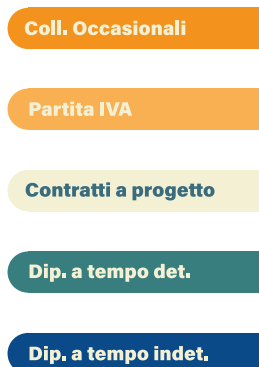 Coll. Occasionali
Partita IVA
Contratti a progetto
Dip. a tempo det.
Dip. a tempo indet.